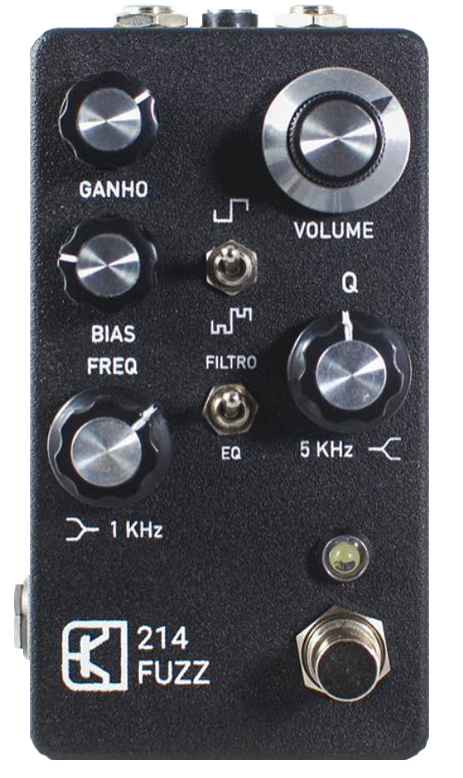 GANHO
VOLUME
BIAS
Q
FREQ
FILTRO
EQ
5 KHz
1 KHz
214
FUZZ